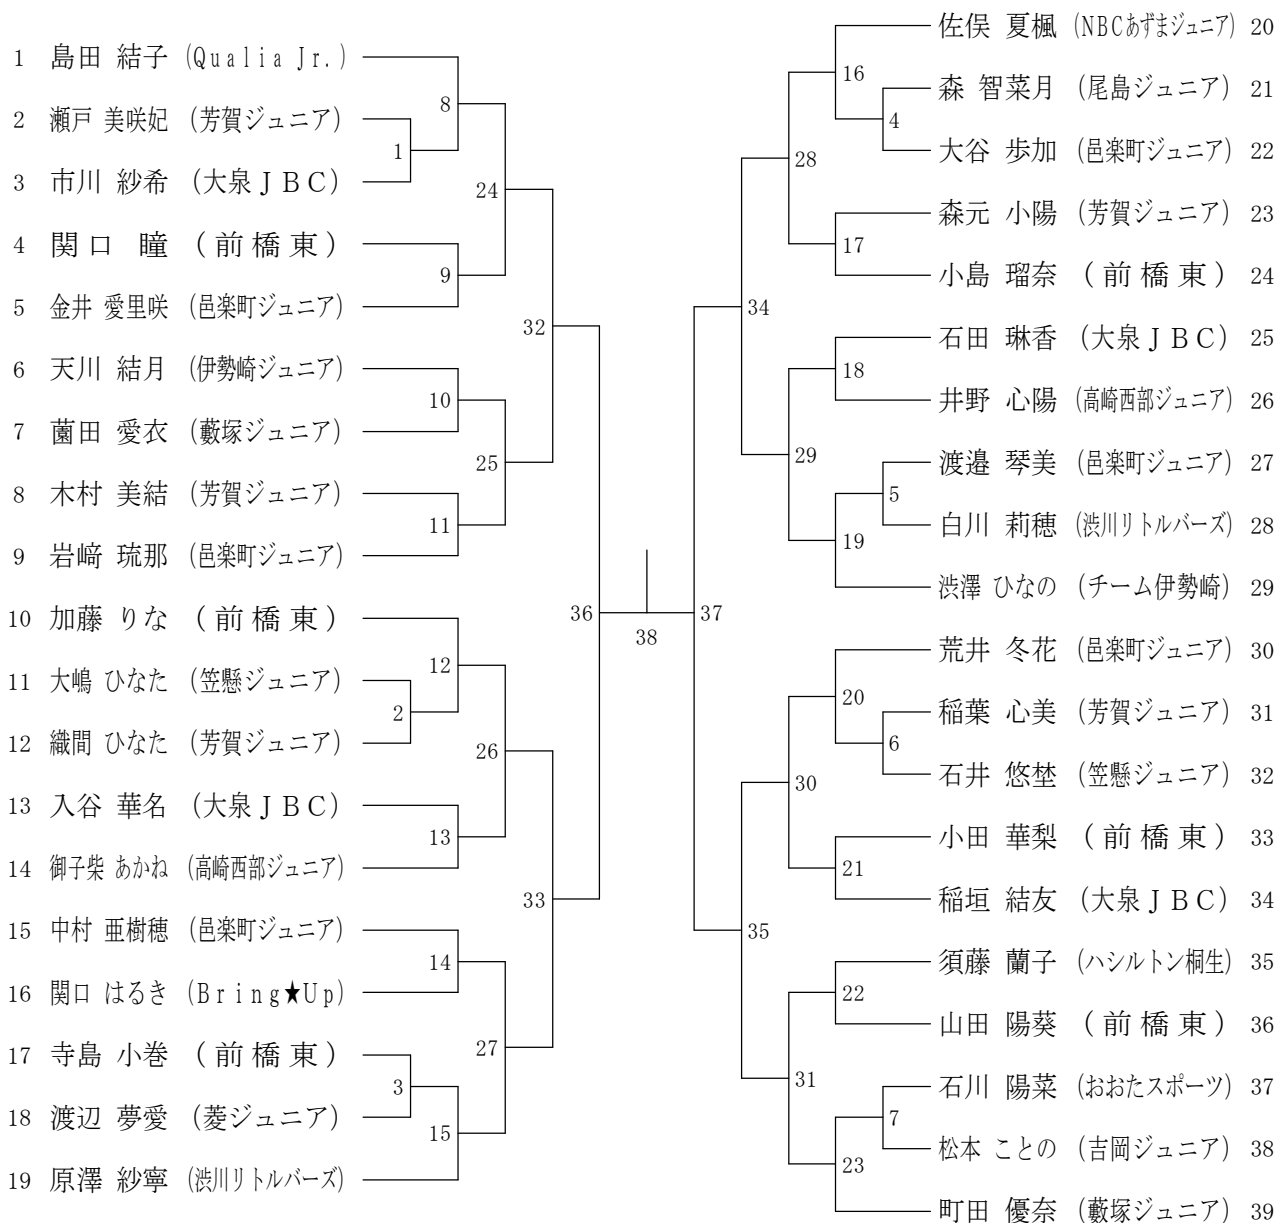 1 島田 結子 (Qualia Jr.)
2 瀬戸 美咲妃 (芳賀ジュニア)
3 市川 紗希 (大泉ＪＢＣ)
4 関口 瞳 (前橋東)
5 金井 愛里咲 (邑楽町ジュニア)
6 天川 結月 (伊勢崎ジュニア)
7 薗田 愛衣 (藪塚ジュニア)
8 木村 美結 (芳賀ジュニア)
9 岩﨑 琉那 (邑楽町ジュニア)
10 加藤 りな (前橋東)
11 大嶋 ひなた (笠懸ジュニア)
12 織間 ひなた (芳賀ジュニア)
13 入谷 華名 (大泉ＪＢＣ)
14 御子柴 あかね (高崎西部ジュニア)
15 中村 亜樹穂 (邑楽町ジュニア)
16 関口 はるき (Bring★Up)
17 寺島 小巻 (前橋東)
18 渡辺 夢愛 (菱ジュニア)
19 原澤 紗寧 (渋川リトルバーズ)
8
1
24
9
32
10
25
11
36
12
2
26
13
33
14
27
3
15
38
37
16
4
28
17
34
18
29
5
19
20
6
30
21
35
22
31
7
23
佐俣 夏楓 (NBCあずまジュニア) 20
森 智菜月 (尾島ジュニア) 21
大谷 歩加 (邑楽町ジュニア) 22
森元 小陽 (芳賀ジュニア) 23
小島 瑠奈 (前橋東) 24
石田 琳香 (大泉ＪＢＣ) 25
井野 心陽 (高崎西部ジュニア) 26
渡邉 琴美 (邑楽町ジュニア) 27
白川 莉穂 (渋川リトルバーズ) 28
渋澤 ひなの (チーム伊勢崎) 29
荒井 冬花 (邑楽町ジュニア) 30
稲葉 心美 (芳賀ジュニア) 31
石井 悠埜 (笠懸ジュニア) 32
小田 華梨 (前橋東) 33
稲垣 結友 (大泉ＪＢＣ) 34
須藤 蘭子 (ハシルトン桐生) 35
山田 陽葵 (前橋東) 36
石川 陽菜 (おおたスポーツ) 37
松本 ことの (吉岡ジュニア) 38
町田 優奈 (藪塚ジュニア) 39